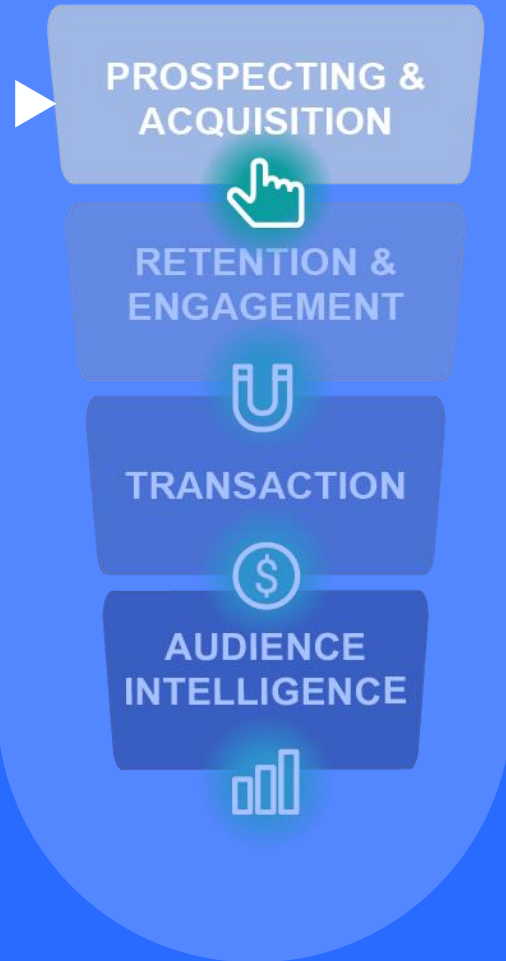 PROSPECTING &
ACQUISITION
RETENTION &
ENGAGEMENT
TRANSACTION
$
AUDIENCE
INTELLIGENCE